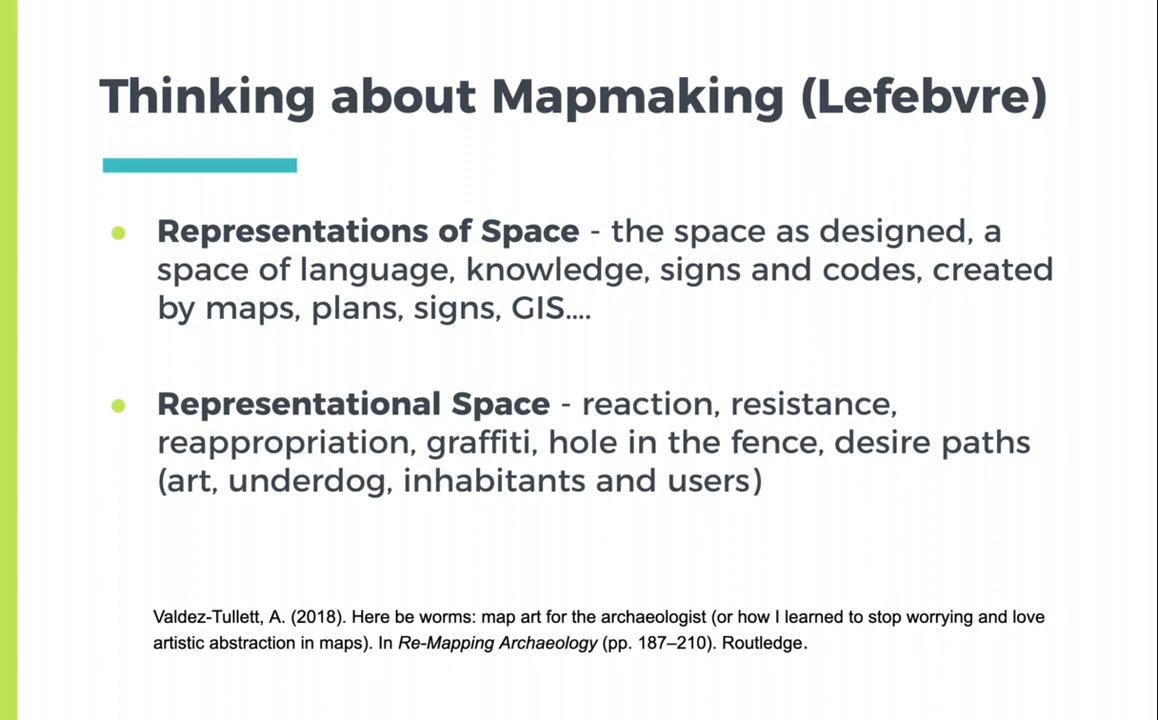 Thinking about Mapmaking (Lefebvre)
Representations of Space - the space as designed, a
space of language, knowledge, signs and codes, created
by maps, plans, signs, GIS....
Representational Space - reaction, resistance,
reappropriation, graffiti, hole in the fence, desire paths
(art, underdog, inhabitants and users)
Valdez-Tullett, A. (2018). Here be worms: map art for the archaeologist (or how I learned to stop worrying and love
artistic abstraction in maps). In Re-Mapping Archaeology (pp. 187–210). Routledge.